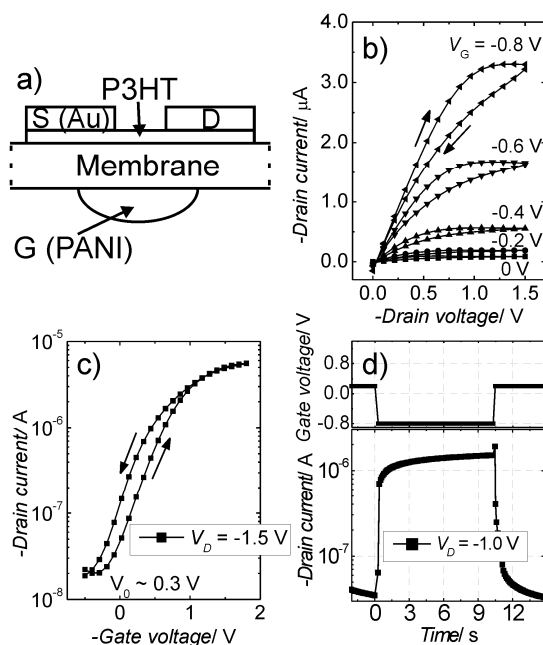 a)
P3HT
S (Au)
D
Membrane
G (PANI)
b)
V_G = -0.8 V
-0.6 V
-0.4 V
-0.2 V
0 V
4.0
3.0
2.0
1.0
0.0
-Drain current/ μA
0.0 0.5 1.0 1.5
-Drain voltage/ V
c)
10^-5
10^-6
10^-7
10^-8
-Drain current/ A
V_D = -1.5 V
V_0 ~ 0.3 V
0 1 2
-Gate voltage/ V
d)
Gate voltage/ V
0.8
0.0
-0.8
-Drain current/ A
10^-6
10^-7
V_D = -1.0 V
0 3 6 9 12
Time/ s